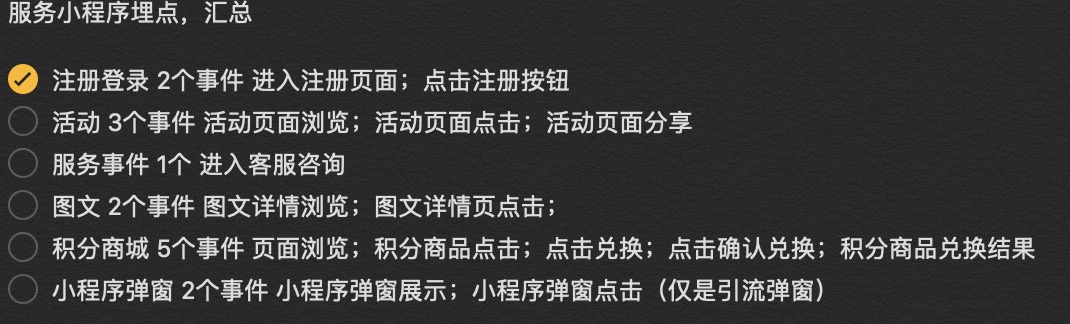 服务小程序埋点，汇总
注册登录 2个事件 进入注册页面；点击注册按钮
活动 3个事件 活动页面浏览；活动页面点击；活动页面分享
服务事件 1个 进入客服咨询
图文 2个事件 图文详情浏览；图文详情页点击；
积分商城 5个事件 页面浏览；积分商品点击；点击兑换；点击确认兑换；积分商品兑换结果
小程序弹窗 2个事件 小程序弹窗展示；小程序弹窗点击（仅是引流弹窗）